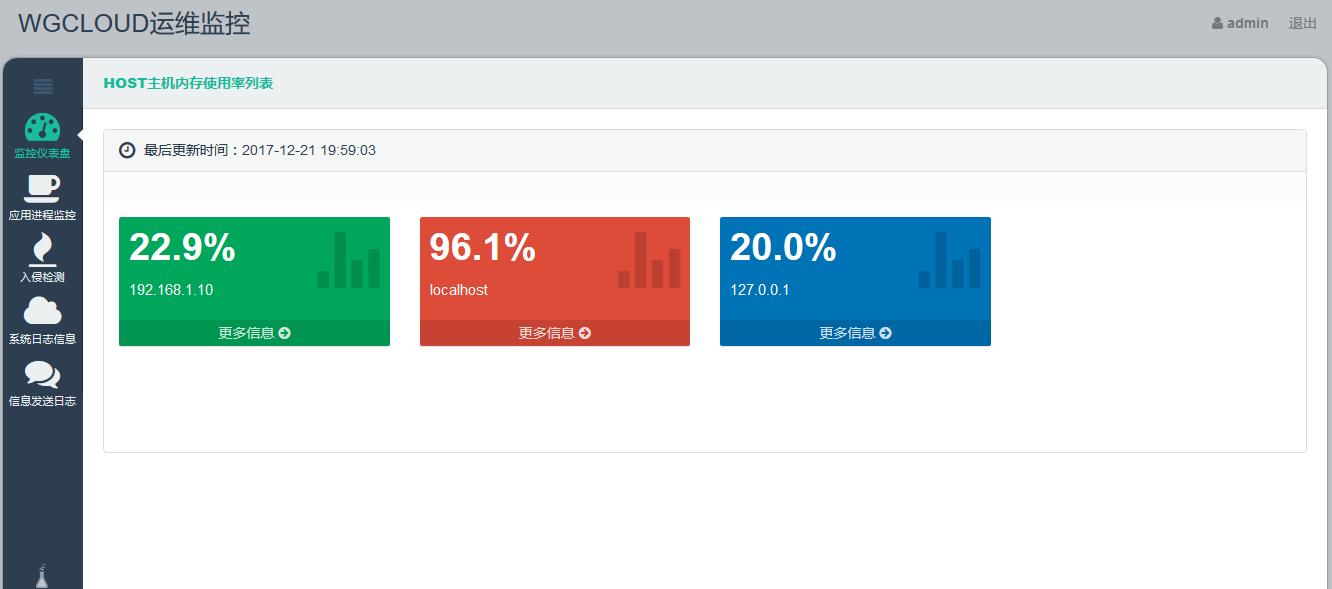 WGCLOUD运维监控
admin 退出
HOST主机内存使用率列表
监控仪表盘
最后更新时间：2017-12-21 19:59:03
应用进程监控
入侵检测
系统日志信息
信息发送日志
22.9%
192.168.1.10
更多信息
96.1%
localhost
更多信息
20.0%
127.0.0.1
更多信息